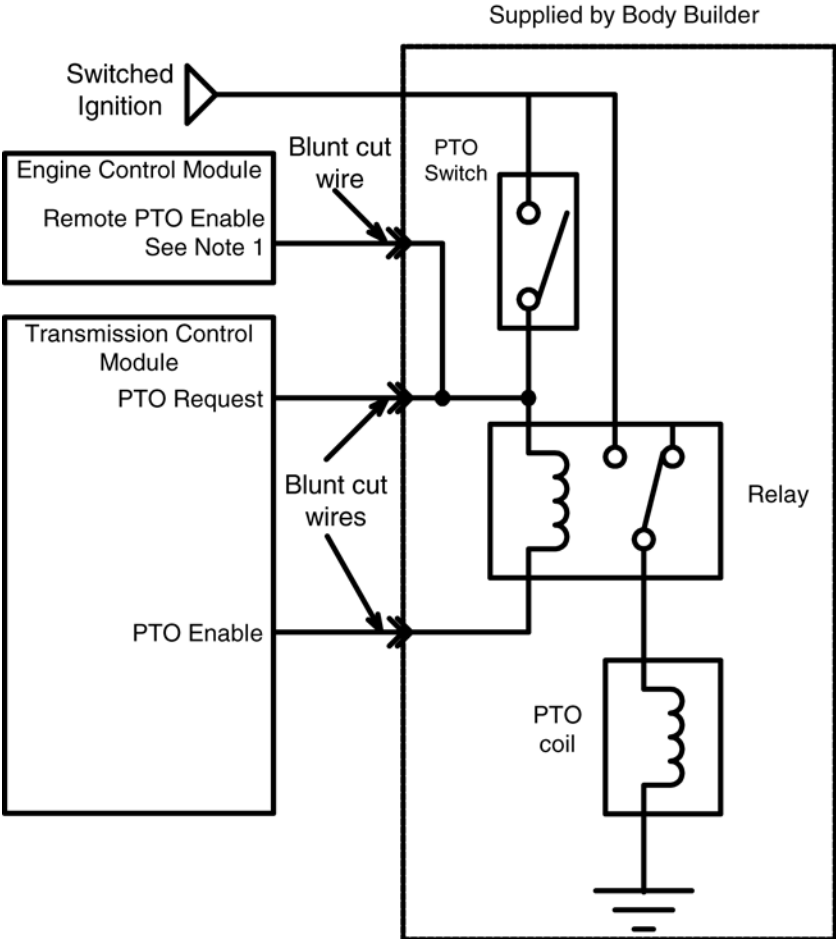 Supplied by Body Builder
Switched
Ignition
Blunt cut
wire
PTO
Switch
Engine Control Module
Remote PTO Enable
See Note 1
Transmission Control
Module
PTO Request
Blunt cut
wires
Relay
PTO Enable
PTO
coil